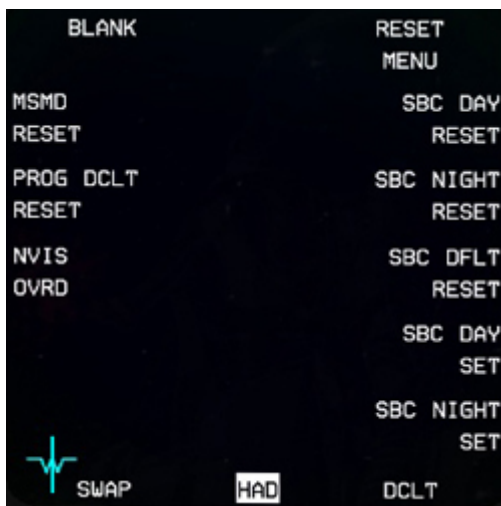 BLANK RESET
MENU
MSMD SBC DAY
RESET RESET
PROG DCLT SBC NIGHT
RESET RESET
NVIS SBC DFLT
OVRD RESET
SBC DAY
SET
SBC NIGHT
SET
SWAP HAD DCLT